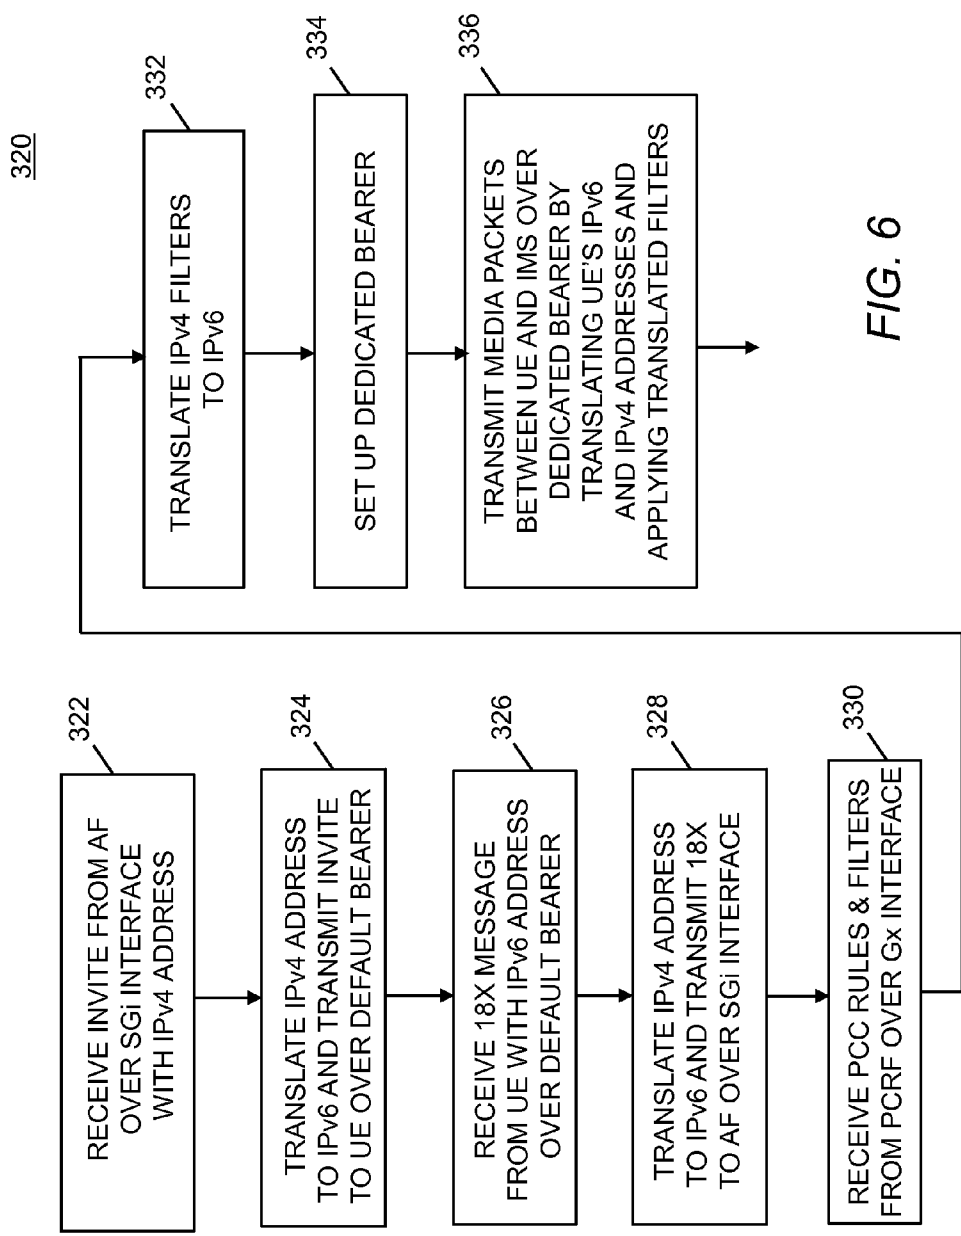 320
322
RECEIVE INVITE FROM AF
OVER SGi INTERFACE
WITH IPv4 ADDRESS
324
TRANSLATE IPv4 ADDRESS
TO IPv6 AND TRANSMIT INVITE
TO UE OVER DEFAULT BEARER
326
RECEIVE 18X MESSAGE
FROM UE WITH IPv6 ADDRESS
OVER DEFAULT BEARER
328
TRANSLATE IPv4 ADDRESS
TO IPv6 AND TRANSMIT 18X
TO AF OVER SGi INTERFACE
330
RECEIVE PCC RULES & FILTERS
FROM PCRF OVER Gx INTERFACE
332
TRANSLATE IPv4 FILTERS
TO IPv6
334
SET UP DEDICATED BEARER
336
TRANSMIT MEDIA PACKETS
BETWEEN UE AND IMS OVER
DEDICATED BEARER BY
TRANSLATING UE'S IPv6
AND IPv4 ADDRESSES AND
APPLYING TRANSLATED FILTERS
FIG. 6